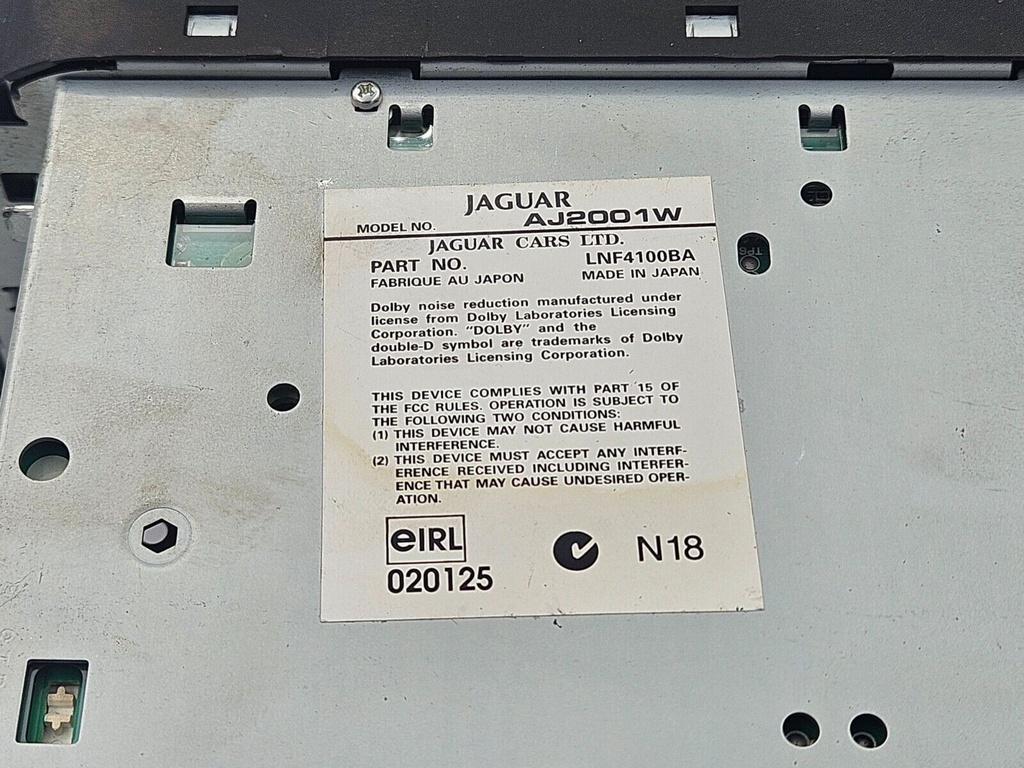 JAGUAR
MODEL NO. AJ2001W
JAGUAR CARS LTD.
PART NO. LNF4100BA
FABRIQUE AU JAPON MADE IN JAPAN
Dolby noise reduction manufactured under
license from Dolby Laboratories Licensing
Corporation. "DOLBY" and the
double-D symbol are trademarks of Dolby
Laboratories Licensing Corporation.
THIS DEVICE COMPLIES WITH PART 15 OF
THE FCC RULES. OPERATION IS SUBJECT TO
THE FOLLOWING TWO CONDITIONS:
(1) THIS DEVICE MAY NOT CAUSE HARMFUL
INTERFERENCE.
(2) THIS DEVICE MUST ACCEPT ANY INTERF-
ERENCE RECEIVED INCLUDING INTERFER-
ENCE THAT MAY CAUSE UNDESIRED OPER-
ATION.
eIRL
020125
N18